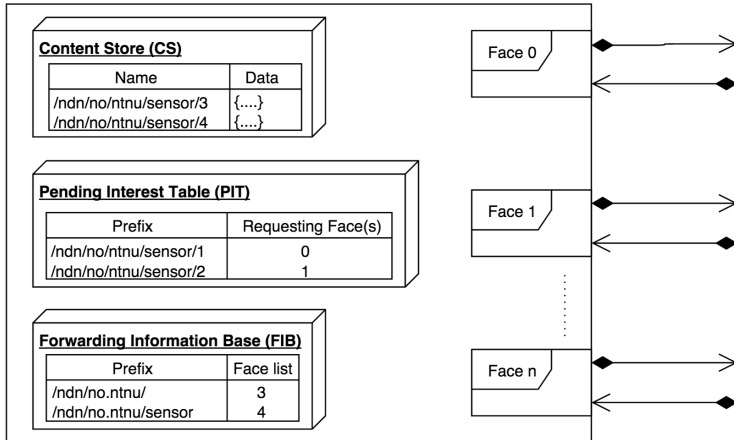 Content Store (CS)
Name Data
/ndn/no/ntnu/sensor/3 {....}
/ndn/no/ntnu/sensor/4 {....}
Pending Interest Table (PIT)
Prefix Requesting Face(s)
/ndn/no/ntnu/sensor/1 0
/ndn/no/ntnu/sensor/2 1
Forwarding Information Base (FIB)
Prefix Face list
/ndn/no.ntnu/ 3
/ndn/no.ntnu/sensor 4
Face 0
Face 1
Face n